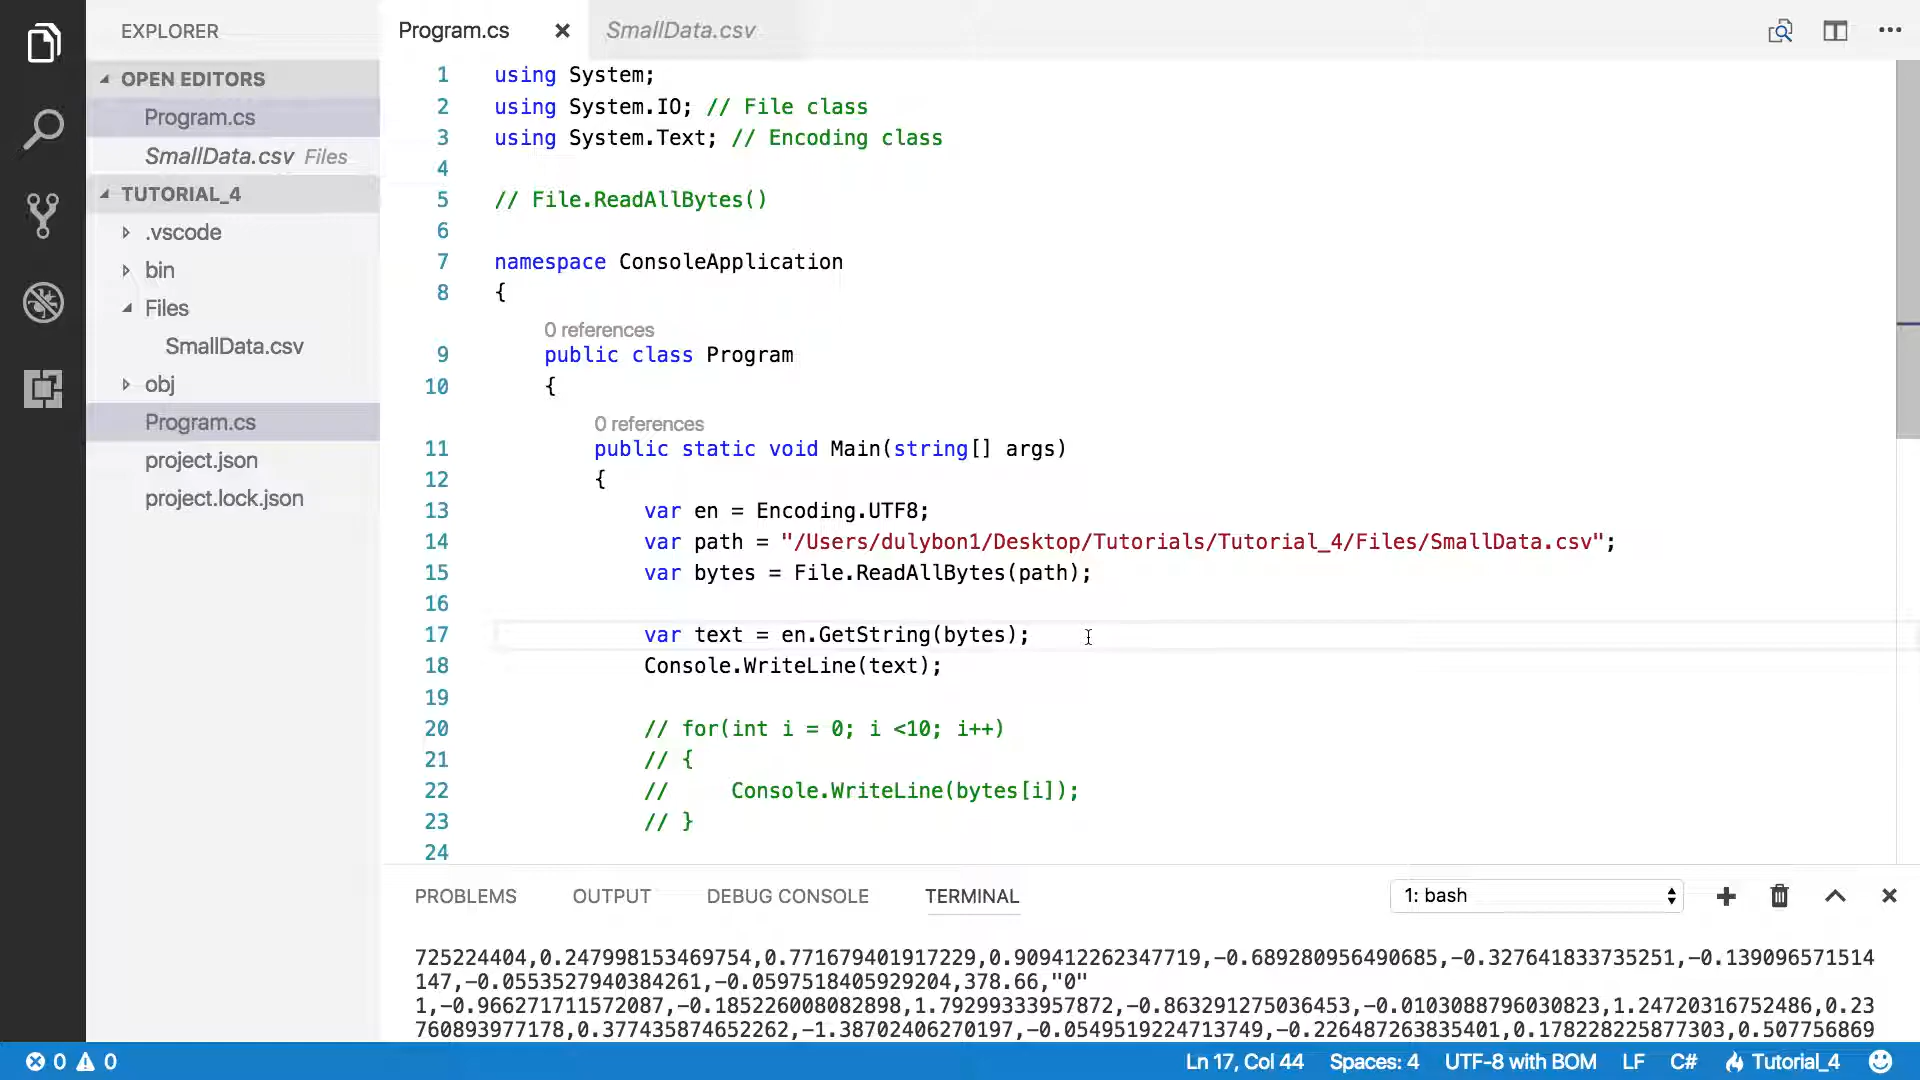 EXPLORER
OPEN EDITORS
Program.cs
SmallData.csv Files
TUTORIAL_4
.vscode
bin
Files
SmallData.csv
obj
Program.cs
project.json
project.lock.json
Program.cs
SmallData.csv
1 using System;
2 using System.IO; // File class
3 using System.Text; // Encoding class
4
5 // File.ReadAllBytes()
6
7 namespace ConsoleApplication
8 {
0 references
9 public class Program
10 {
0 references
11 public static void Main(string[] args)
12 {
13 var en = Encoding.UTF8;
14 var path = "/Users/dulybon1/Desktop/Tutorials/Tutorial_4/Files/SmallData.csv";
15 var bytes = File.ReadAllBytes(path);
16
17 var text = en.GetString(bytes);
18 Console.WriteLine(text);
19
20 // for(int i = 0; i <10; i++)
21 // {
22 //     Console.WriteLine(bytes[i]);
23 // }
24
PROBLEMS OUTPUT DEBUG CONSOLE TERMINAL 1: bash
725224404,0.247998153469754,0.771679401917229,0.909412262347719,-0.689280956490685,-0.327641833735251,-0.139096571514
147,-0.0553527940384261,-0.0597518405929204,378.66,"0"
1,-0.966271711572087,-0.185226008082898,1.79299333957872,-0.863291275036453,-0.0103088796030823,1.24720316752486,0.23
760893977178,0.377435874652262,-1.38702406270197,-0.0549519224713749,-0.226487263835401,0.178228225877303,0.507756869
0 0 Ln 17, Col 44 Spaces: 4 UTF-8 with BOM LF C# Tutorial_4